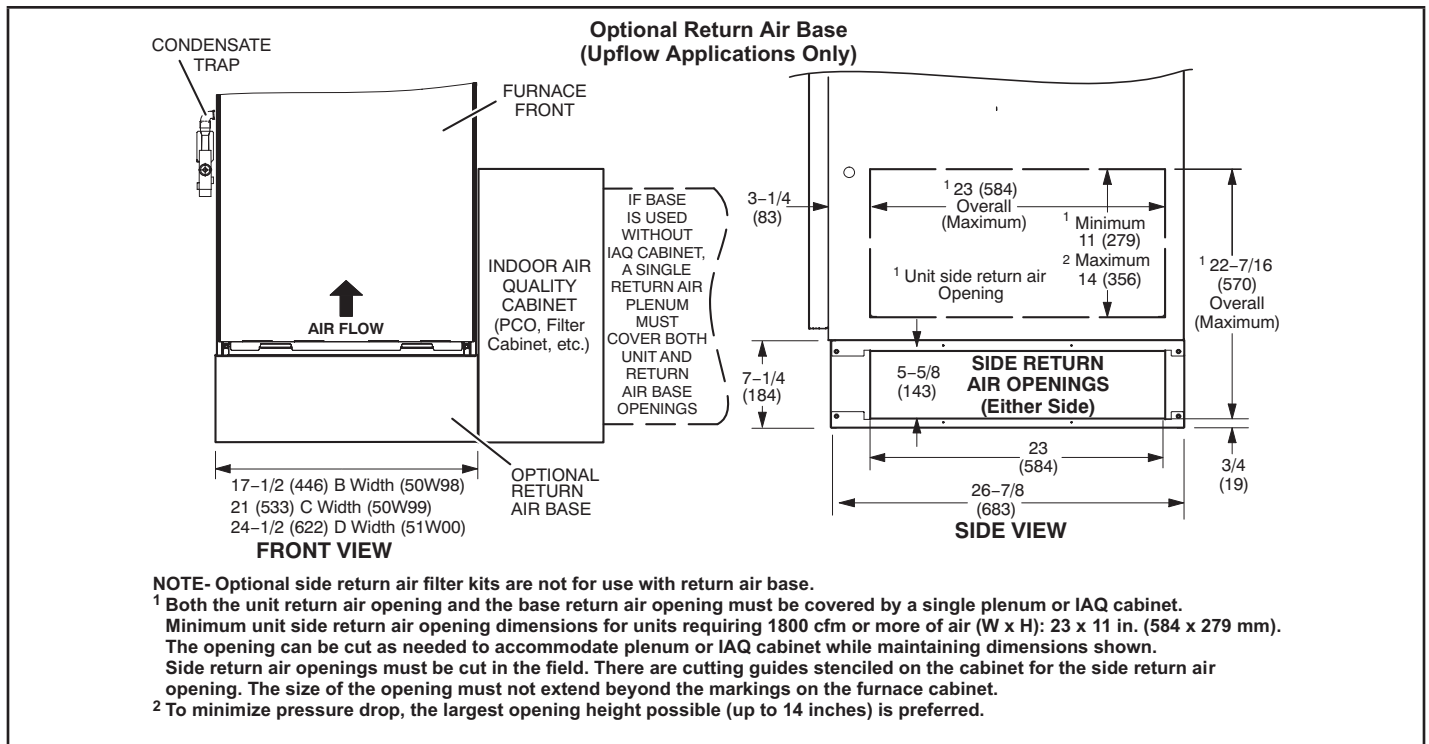 Optional Return Air Base
(Upflow Applications Only)
CONDENSATE
TRAP
FURNACE
FRONT
AIR FLOW
INDOOR AIR
QUALITY
CABINET
(PCO, Filter
Cabinet, etc.)
IF BASE
IS USED
WITHOUT
IAQ CABINET,
A SINGLE
RETURN AIR
PLENUM
MUST
COVER BOTH
UNIT AND
RETURN
AIR BASE
OPENINGS
OPTIONAL
RETURN
AIR BASE
17−1/2 (446) B Width (50W98)
21 (533) C Width (50W99)
24−1/2 (622) D Width (51W00)
FRONT VIEW
3−1/4
(83)
1 23 (584)
Overall
(Maximum)
1 Minimum
11 (279)
2 Maximum
14 (356)
1 Unit side return air
Opening
1 22−7/16
(570)
Overall
(Maximum)
7−1/4
(184)
5−5/8
(143)
SIDE RETURN
AIR OPENINGS
(Either Side)
23
(584)
26−7/8
(683)
3/4
(19)
SIDE VIEW
NOTE- Optional side return air filter kits are not for use with return air base.
1 Both the unit return air opening and the base return air opening must be covered by a single plenum or IAQ cabinet.
Minimum unit side return air opening dimensions for units requiring 1800 cfm or more of air (W x H): 23 x 11 in. (584 x 279 mm).
The opening can be cut as needed to accommodate plenum or IAQ cabinet while maintaining dimensions shown.
Side return air openings must be cut in the field. There are cutting guides stenciled on the cabinet for the side return air
opening. The size of the opening must not extend beyond the markings on the furnace cabinet.
2 To minimize pressure drop, the largest opening height possible (up to 14 inches) is preferred.